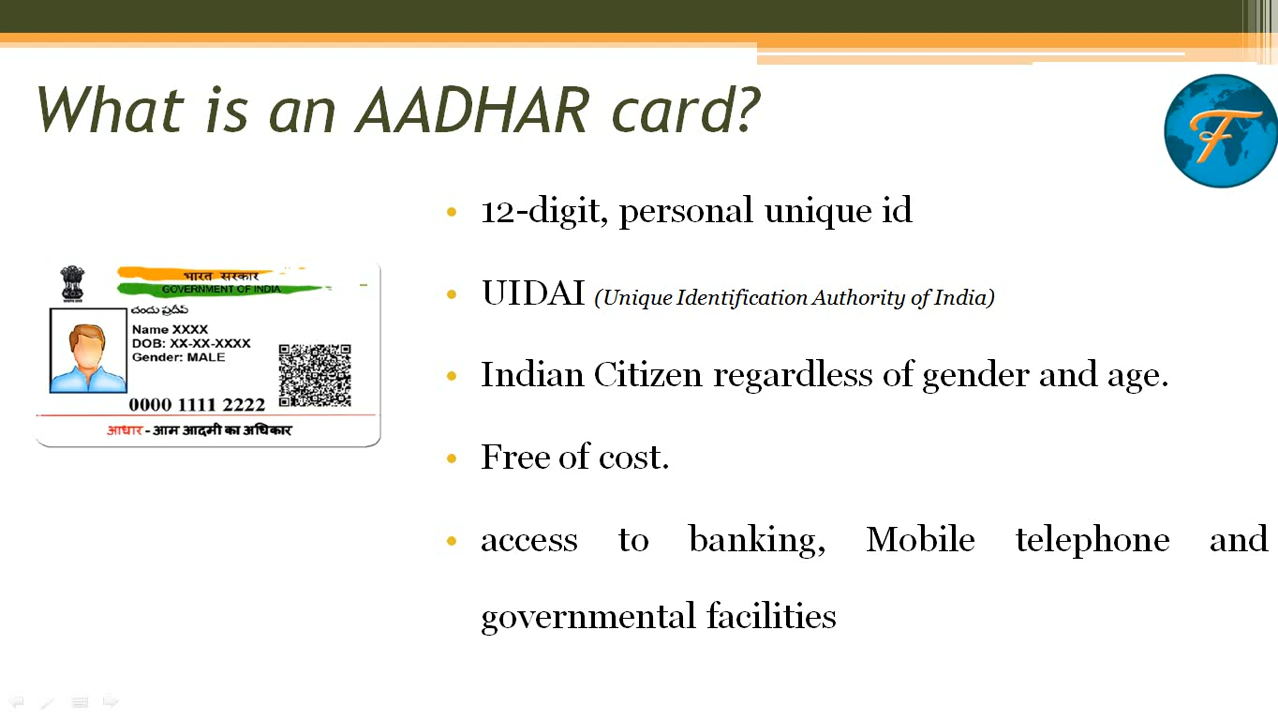 What is an AADHAR card?
F
12-digit, personal unique id
UIDAI (Unique Identification Authority of India)
Indian Citizen regardless of gender and age.
Free of cost.
access to banking, Mobile telephone and
governmental facilities
भारत सरकार
GOVERNMENT OF INDIA
చందు ప్రదీప్
Name XXXX
DOB: XX-XX-XXXX
Gender: MALE
0000 1111 2222
आधार - आम आदमी का अधिकार